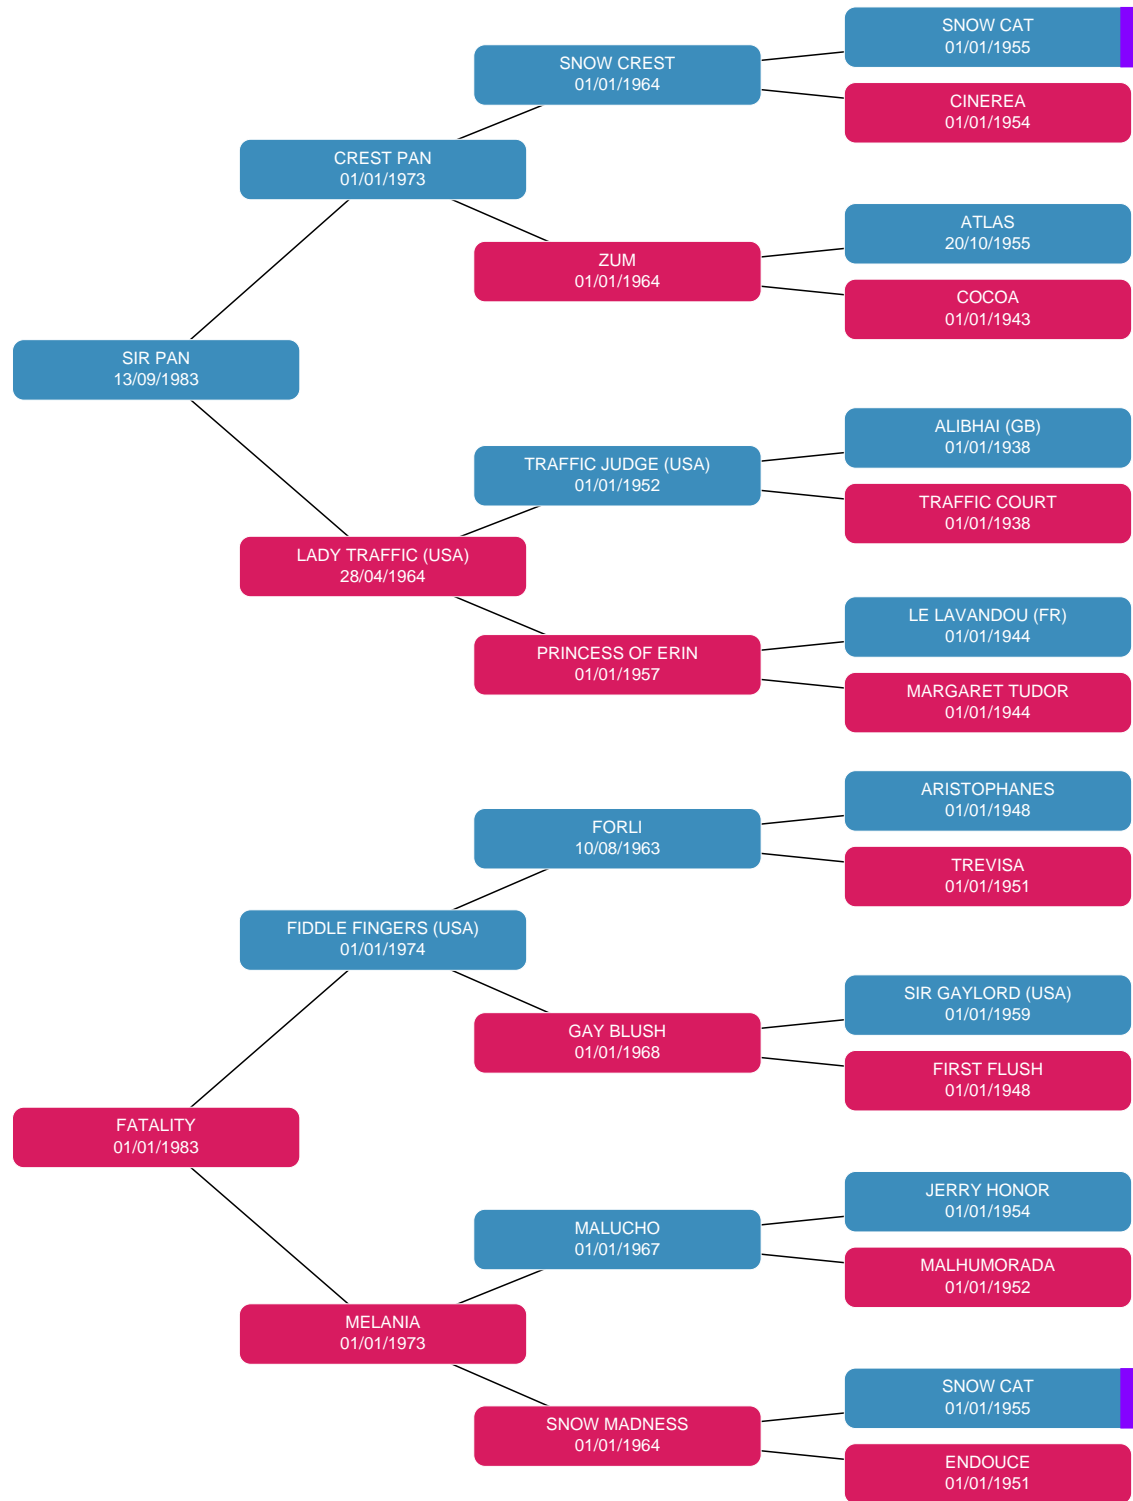 SNOW CAT
01/01/1955
SNOW CREST
01/01/1964
CINEREA
01/01/1954
CREST PAN
01/01/1973
ATLAS
20/10/1955
ZUM
01/01/1964
COCOA
01/01/1943
SIR PAN
13/09/1983
ALIBHAI (GB)
01/01/1938
TRAFFIC JUDGE (USA)
01/01/1952
TRAFFIC COURT
01/01/1938
LADY TRAFFIC (USA)
28/04/1964
LE LAVANDOU (FR)
01/01/1944
PRINCESS OF ERIN
01/01/1957
MARGARET TUDOR
01/01/1944
ARISTOPHANES
01/01/1948
FORLI
10/08/1963
TREVISA
01/01/1951
FIDDLE FINGERS (USA)
01/01/1974
SIR GAYLORD (USA)
01/01/1959
GAY BLUSH
01/01/1968
FIRST FLUSH
01/01/1948
FATALITY
01/01/1983
JERRY HONOR
01/01/1954
MALUCHO
01/01/1967
MALHUMORADA
01/01/1952
MELANIA
01/01/1973
SNOW CAT
01/01/1955
SNOW MADNESS
01/01/1964
ENDOUCE
01/01/1951